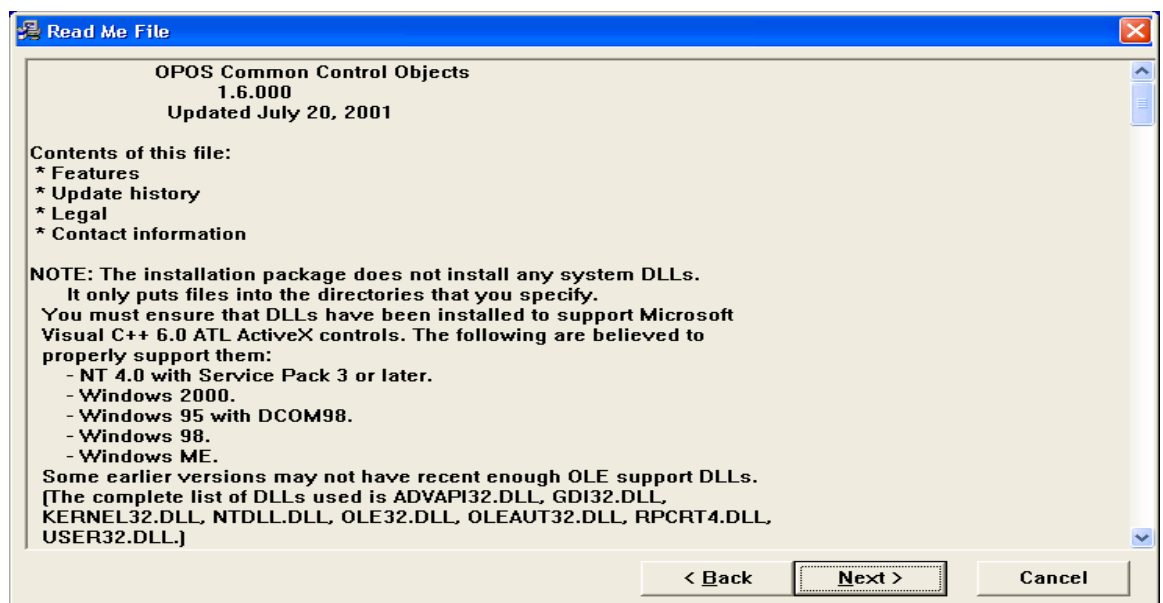 Read Me File
OPOS Common Control Objects
1.6.000
Updated July 20, 2001
Contents of this file:
* Features
* Update history
* Legal
* Contact information
NOTE: The installation package does not install any system DLLs.
It only puts files into the directories that you specify.
You must ensure that DLLs have been installed to support Microsoft
Visual C++ 6.0 ATL ActiveX controls. The following are believed to
properly support them:
- NT 4.0 with Service Pack 3 or later.
- Windows 2000.
- Windows 95 with DCOM98.
- Windows 98.
- Windows ME.
Some earlier versions may not have recent enough OLE support DLLs.
(The complete list of DLLs used is ADVAPI32.DLL, GDI32.DLL,
KERNEL32.DLL, NTDLL.DLL, OLE32.DLL, OLEAUT32.DLL, RPCRT4.DLL,
USER32.DLL.)
< Back Next > Cancel